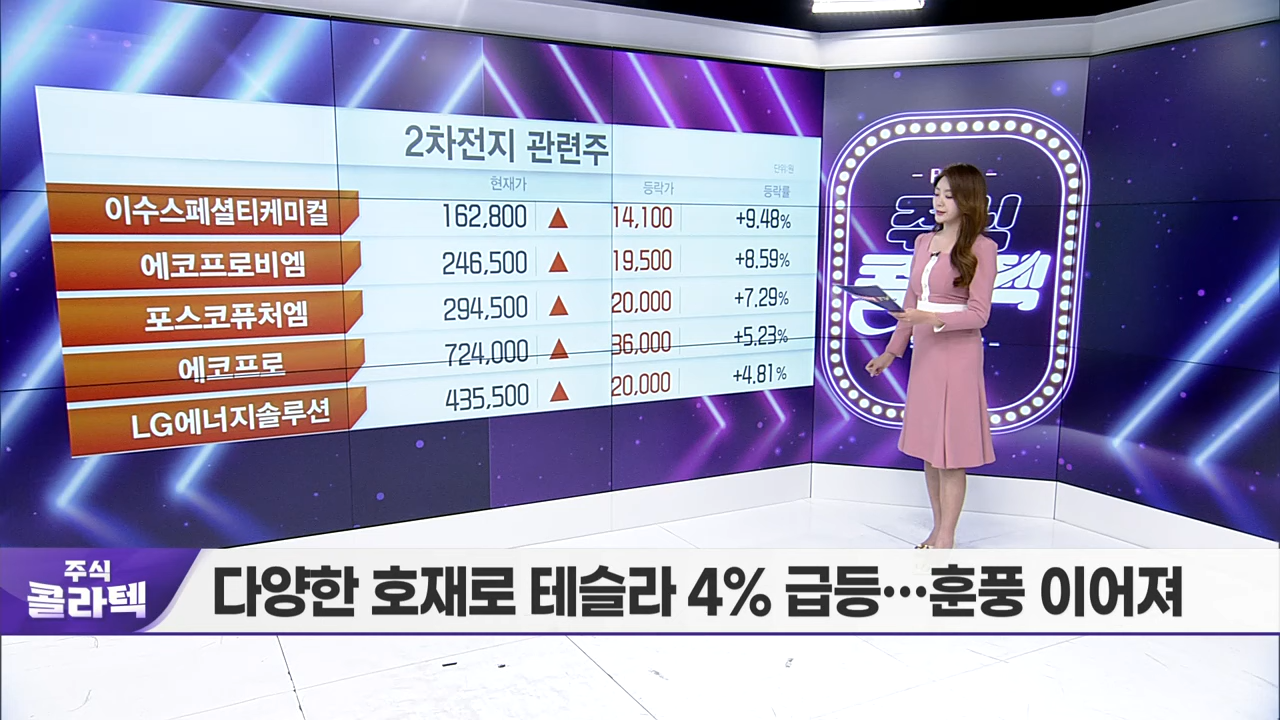 2차전지 관련주
단위:원
현재가 등락가 등락률
이수스페셜티케미컬 162,800 ▲ 14,100 +9.48%
에코프로비엠 246,500 ▲ 19,500 +8.59%
포스코퓨처엠 294,500 ▲ 20,000 +7.29%
에코프로 724,000 ▲ 36,000 +5.23%
LG에너지솔루션 435,500 ▲ 20,000 +4.81%
주식
콜라텍
다양한 호재로 테슬라 4% 급등…훈풍 이어져